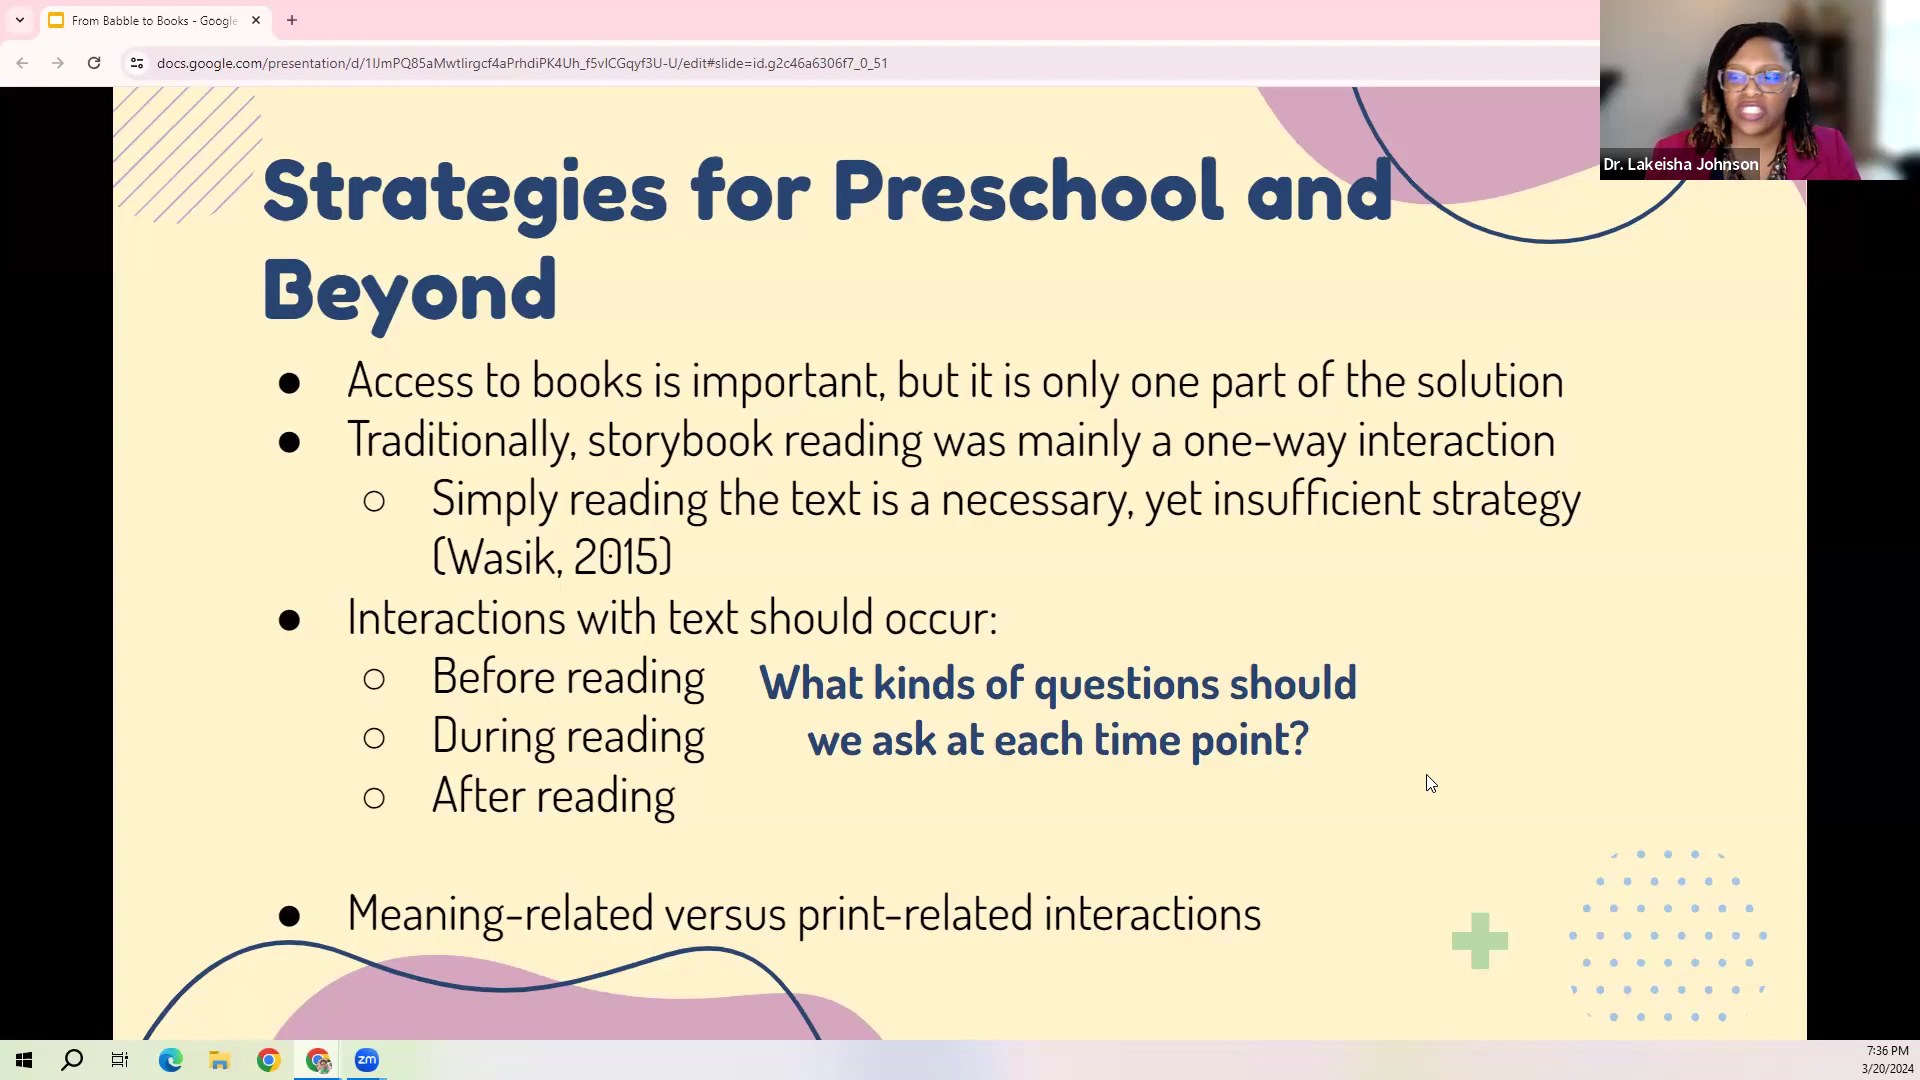 From Babble to Books - Google
docs.google.com/presentation/d/1IJmPQ85aMwtIirgcf4aPrhdiPK4Uh_f5vICGqyf3U-U/edit#slide=id.g2c46a6306f7_0_51
Dr. Lakeisha Johnson
Strategies for Preschool and
Beyond
● Access to books is important, but it is only one part of the solution
● Traditionally, storybook reading was mainly a one-way interaction
○ Simply reading the text is a necessary, yet insufficient strategy
(Wasik, 2015)
● Interactions with text should occur:
○ Before reading
○ During reading
○ After reading
What kinds of questions should
we ask at each time point?
● Meaning-related versus print-related interactions
zm
7:36 PM
3/20/2024